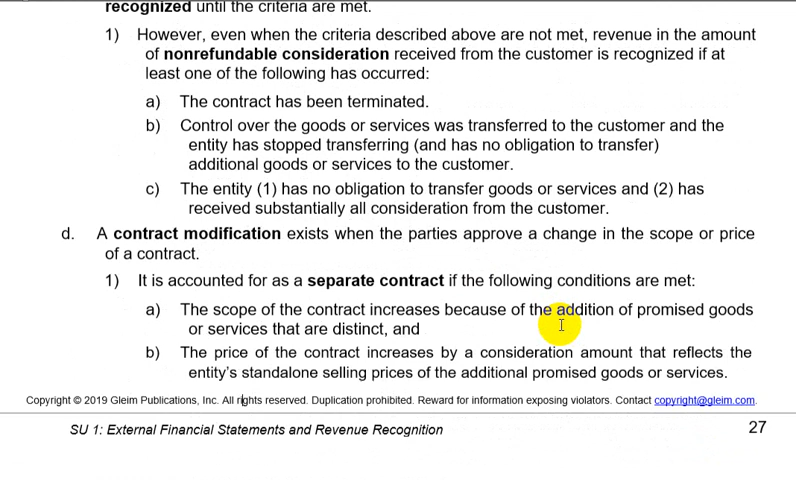 recognized until the criteria are met.
1) However, even when the criteria described above are not met, revenue in the amount
of nonrefundable consideration received from the customer is recognized if at
least one of the following has occurred:
a) The contract has been terminated.
b) Control over the goods or services was transferred to the customer and the
entity has stopped transferring (and has no obligation to transfer)
additional goods or services to the customer.
c) The entity (1) has no obligation to transfer goods or services and (2) has
received substantially all consideration from the customer.
d. A contract modification exists when the parties approve a change in the scope or price
of a contract.
1) It is accounted for as a separate contract if the following conditions are met:
a) The scope of the contract increases because of the addition of promised goods
or services that are distinct, and
b) The price of the contract increases by a consideration amount that reflects the
entity's standalone selling prices of the additional promised goods or services.
Copyright © 2019 Gleim Publications, Inc. All rights reserved. Duplication prohibited. Reward for information exposing violators. Contact copyright@gleim.com.
SU 1: External Financial Statements and Revenue Recognition 27